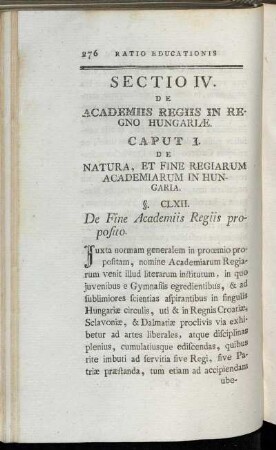 276 RATIO EDUCATIONIS
SECTIO IV.
DE
ACADEMIIS REGIIS IN RE-
GNO HUNGARIÆ.
CAPUT I.
DE
NATURA, ET FINE REGIARUM
ACADEMIARUM IN HUN-
GARIA.
§. CLXII.
De Fine Academiis Regiis pro-
posito.
Juxta normam generalem in prooemio pro-
positam, nomine Academiarum Regia-
rum venit illud literarum institutum, in quo
juvenibus e Gymnasiis egredientibus, & ad
sublimiores scientias aspirantibus in singulis
Hungariæ circulis, uti & in Regnis Croatiæ,
Sclavoniæ, & Dalmatiæ proclivis via exhi-
betur ad artes liberales, atque disciplinas
plenius, cumulatiusque ediscendas, quibus
rite imbuti ad servitia sive Regi, sive Pa-
triæ præstanda, tum etiam ad accipiendam
ube-